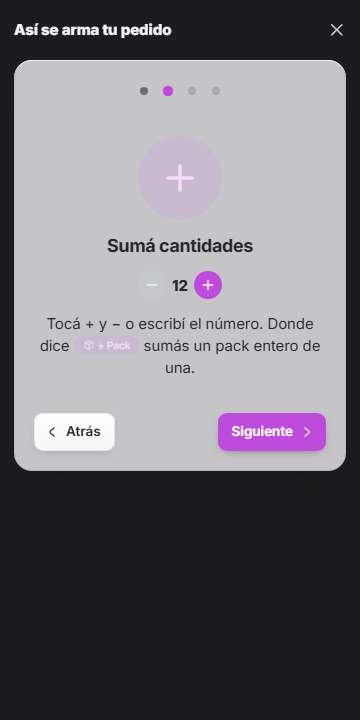 Así se arma tu pedido
Sumá cantidades
− 12 +
Tocá + y − o escribí el número. Donde
dice + Pack sumás un pack entero de
una.
Atrás
Siguiente